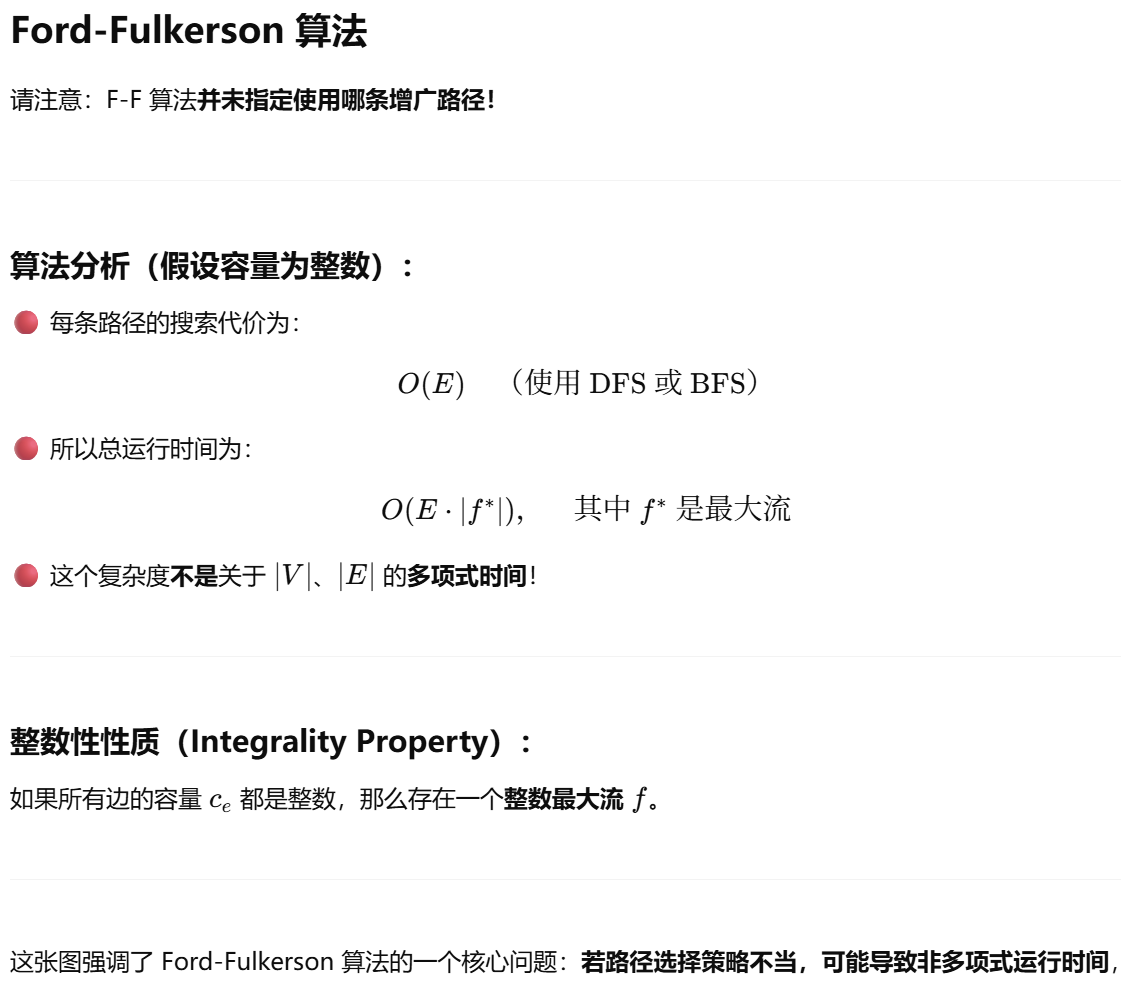 Ford-Fulkerson 算法
请注意：F-F 算法并未指定使用哪条增广路径！
算法分析（假设容量为整数）：
每条路径的搜索代价为：
O(E) （使用 DFS 或 BFS）
所以总运行时间为：
O(E · |f*|), 其中 f* 是最大流
这个复杂度不是关于 |V|、|E| 的多项式时间！
整数性性质（Integrality Property）：
如果所有边的容量 c_e 都是整数，那么存在一个整数最大流 f。
这张图强调了 Ford-Fulkerson 算法的一个核心问题：若路径选择策略不当，可能导致非多项式运行时间，